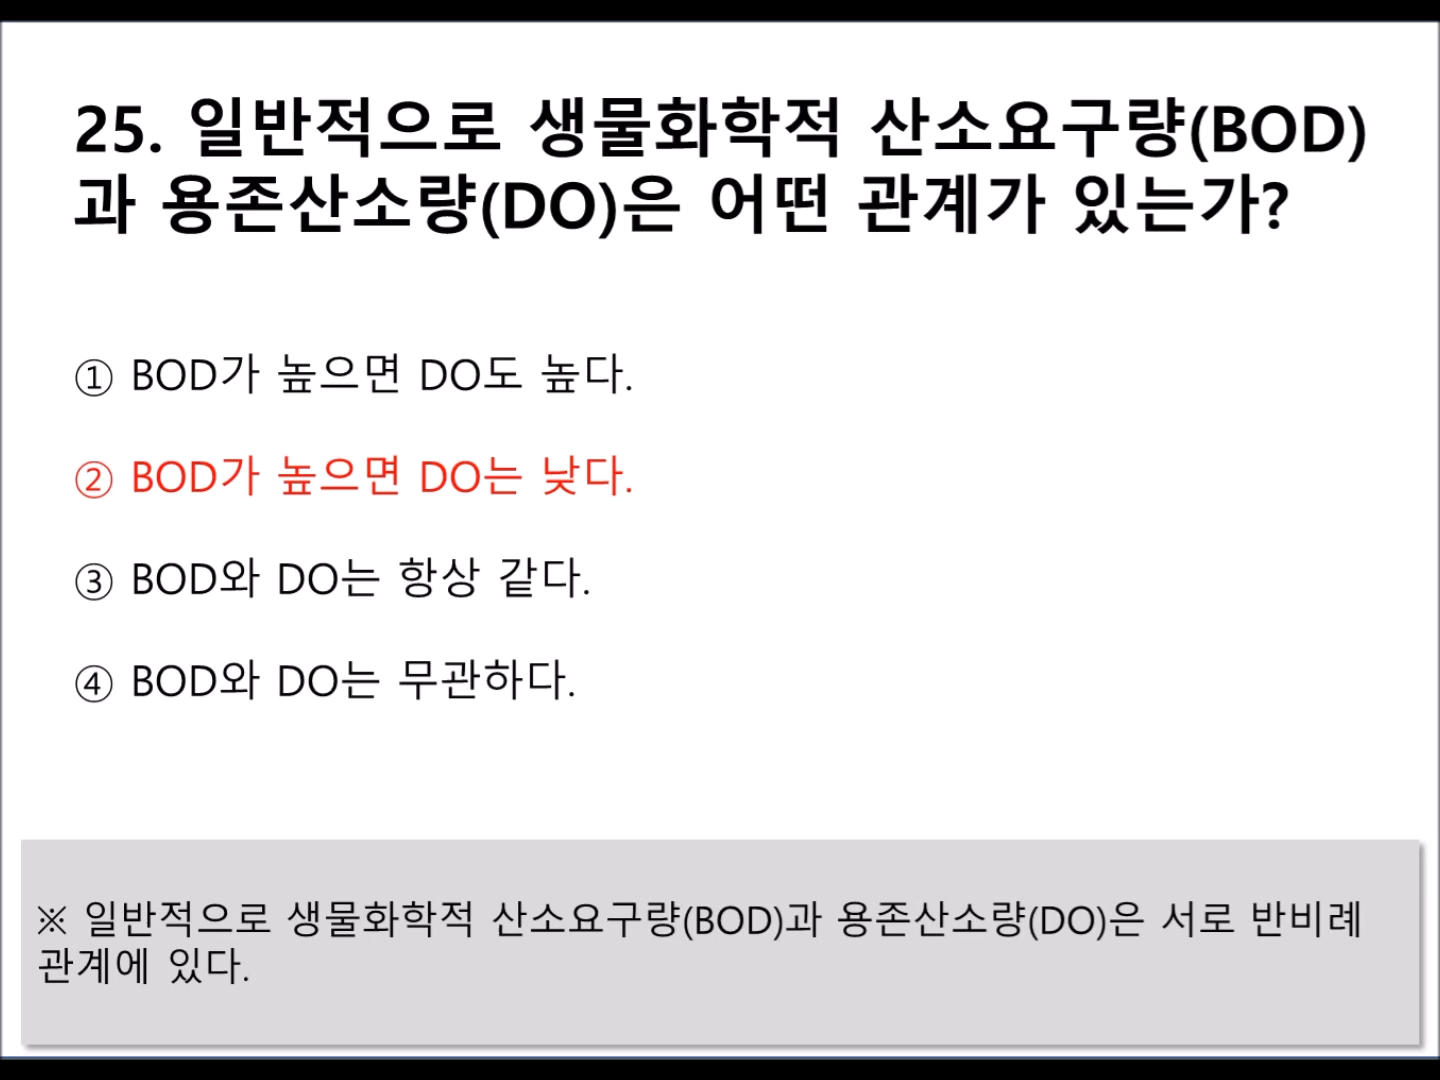 25. 일반적으로 생물화학적 산소요구량(BOD)
과 용존산소량(DO)은 어떤 관계가 있는가?
① BOD가 높으면 DO도 높다.
② BOD가 높으면 DO는 낮다.
③ BOD와 DO는 항상 같다.
④ BOD와 DO는 무관하다.
※ 일반적으로 생물화학적 산소요구량(BOD)과 용존산소량(DO)은 서로 반비례
관계에 있다.